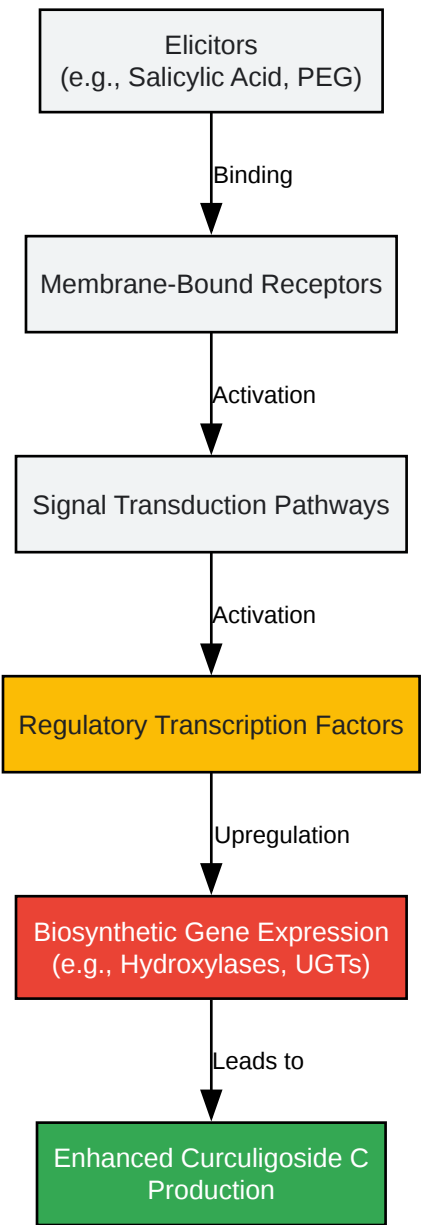 Elicitors
(e.g., Salicylic Acid, PEG)
Binding
Membrane-Bound Receptors
Activation
Signal Transduction Pathways
Activation
Regulatory Transcription Factors
Upregulation
Biosynthetic Gene Expression
(e.g., Hydroxylases, UGTs)
Leads to
Enhanced Curculigoside C
Production